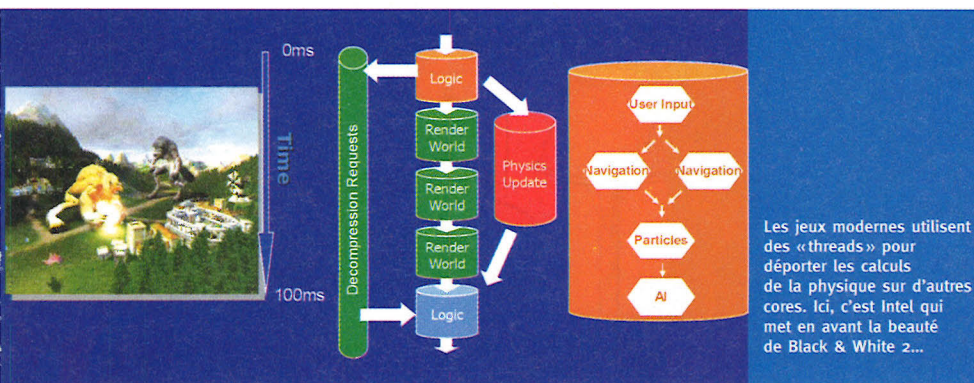 0ms
Time
100ms
Decompression Requests
Logic
Render
World
Render
World
Render
World
Logic
Physics
Update
User Input
Navigation
Navigation
Particles
AI
Les jeux modernes utilisent
des «threads» pour
déporter les calculs
de la physique sur d'autres
cores. Ici, c'est Intel qui
met en avant la beauté
de Black & White 2...